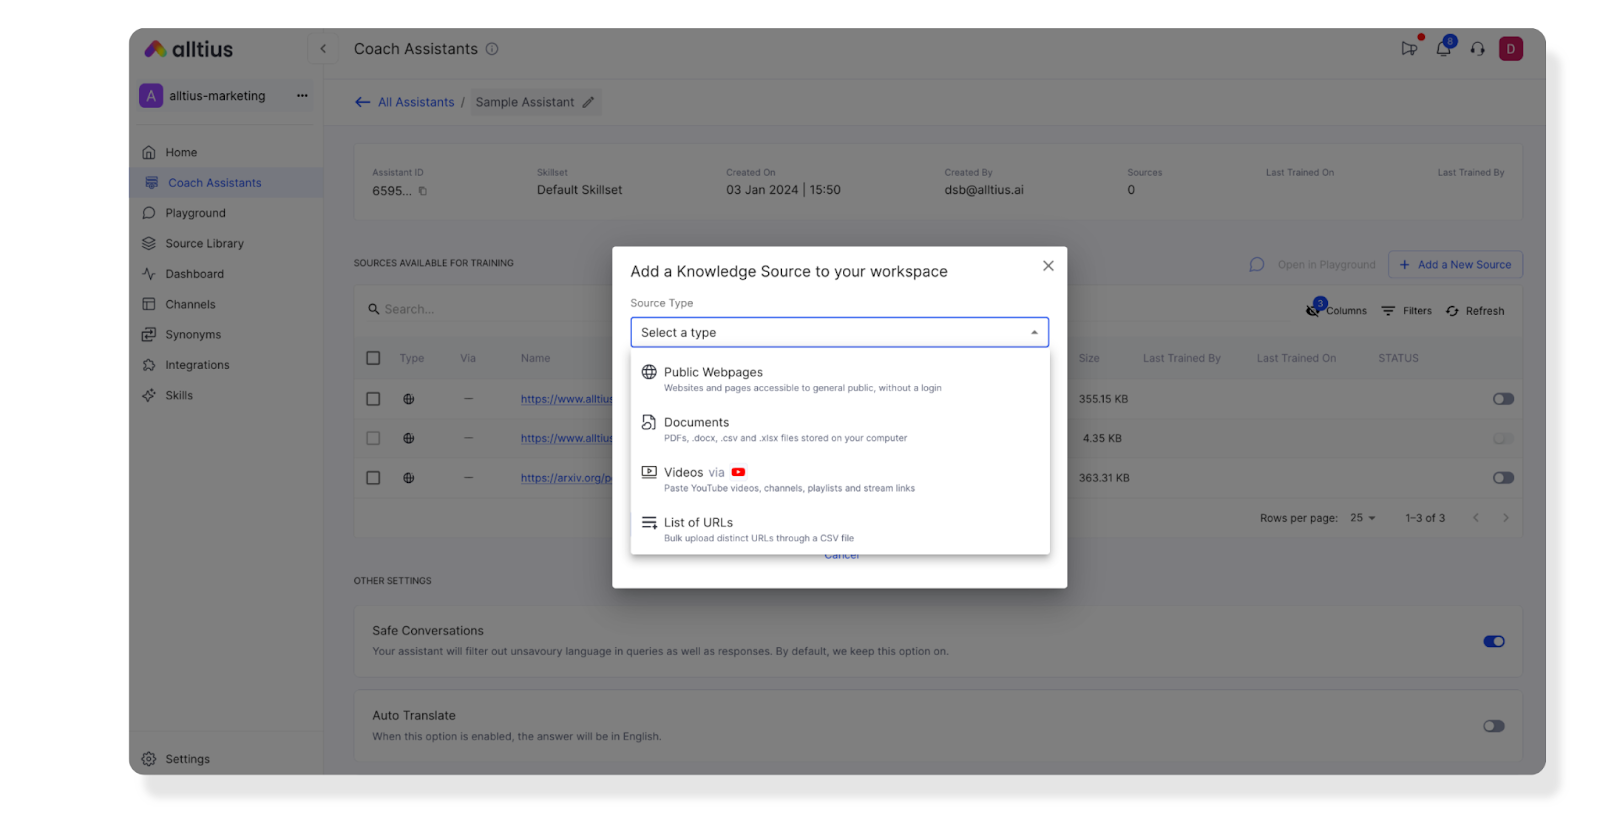 alltius
Coach Assistants
8
D
A
alltius-marketing
All Assistants / Sample Assistant
Home
Coach Assistants
Playground
Source Library
Dashboard
Channels
Synonyms
Integrations
Skills
Settings
Assistant ID
6595...
Skillset
Default Skillset
Created On
03 Jan 2024 | 15:50
Created By
dsb@alltius.ai
Sources
0
Last Trained On
Last Trained By
SOURCES AVAILABLE FOR TRAINING
Open in Playground
+ Add a New Source
Search...
3
Columns
Filters
Refresh
Type
Via
Name
Size
Last Trained By
Last Trained On
STATUS
https://www.alltius
355.15 KB
https://www.alltius
4.35 KB
https://arxiv.org/p
363.31 KB
Rows per page: 25
1–3 of 3
Add a Knowledge Source to your workspace
Source Type
Select a type
Public Webpages
Websites and pages accessible to general public, without a login
Documents
PDFs, .docx, .csv and .xlsx files stored on your computer
Videos via
Paste YouTube videos, channels, playlists and stream links
List of URLs
Bulk upload distinct URLs through a CSV file
Cancel
OTHER SETTINGS
Safe Conversations
Your assistant will filter out unsavoury language in queries as well as responses. By default, we keep this option on.
Auto Translate
When this option is enabled, the answer will be in English.